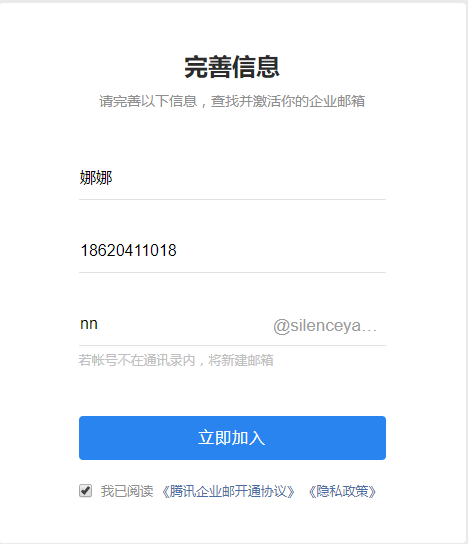 完善信息
请完善以下信息，查找并激活你的企业邮箱
娜娜
18620411018
nn @silenceya...
若帐号不在通讯录内，将新建邮箱
立即加入
我已阅读 《腾讯企业邮开通协议》 《隐私政策》